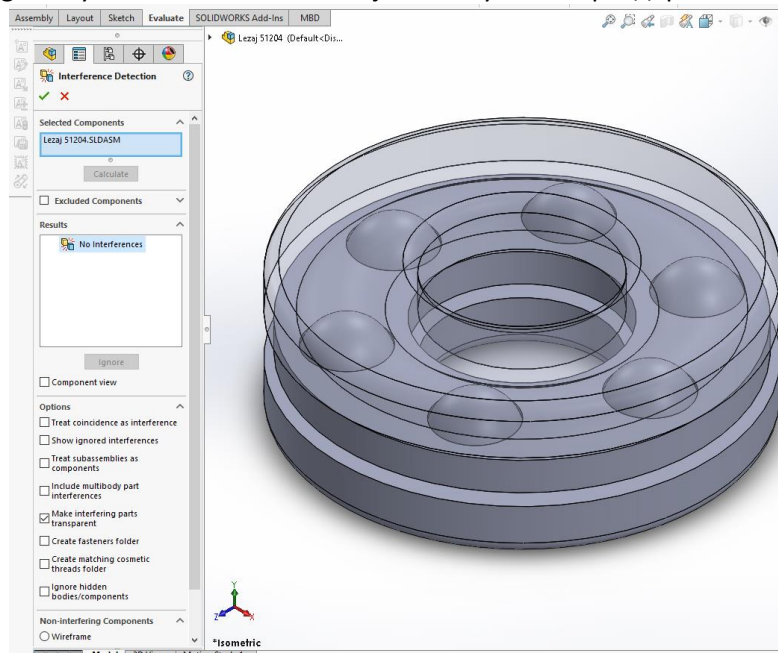 Assembly Layout Sketch Evaluate SOLIDWORKS Add-Ins MBD
Lezaj 51204 (Default<Dis...
Interference Detection
Selected Components
Lezaj 51204.SLDASM
Calculate
Excluded Components
Results
No Interferences
Ignore
Component view
Options
Treat coincidence as interference
Show ignored interferences
Treat subassemblies as
components
Include multibody part
interferences
Make interfering parts
transparent
Create fasteners folder
Create matching cosmetic
threads folder
Ignore hidden
bodies/components
Non-interfering Components
Wireframe
Y
Z
X
*Isometric